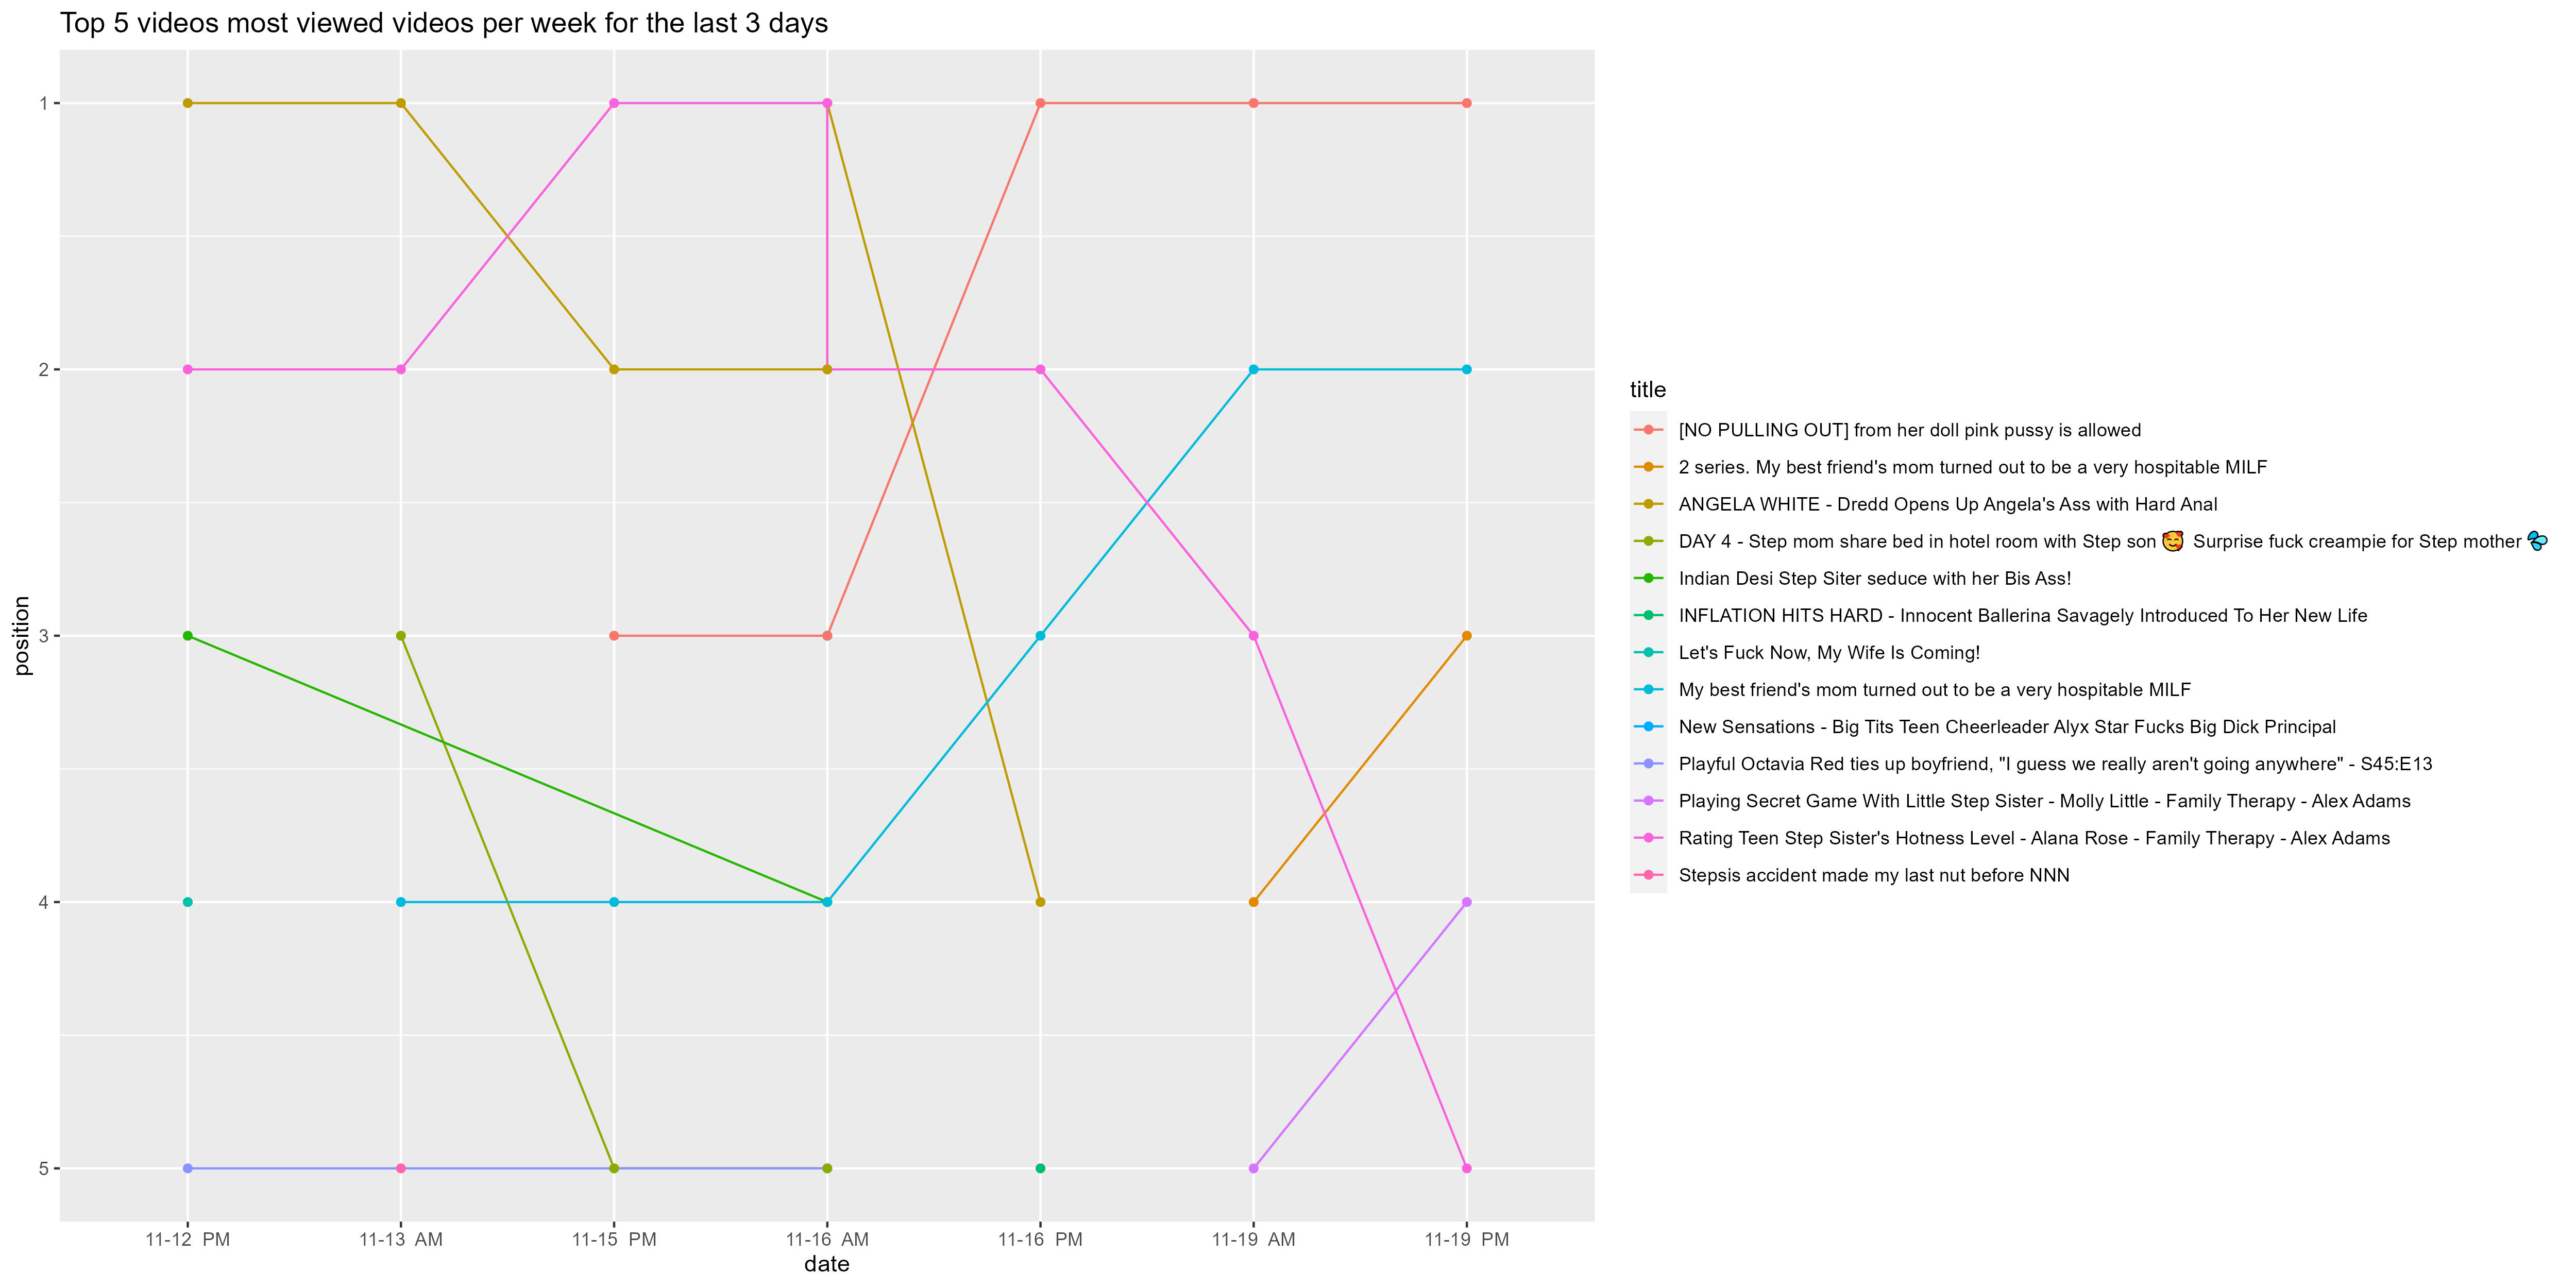 Top 5 videos most viewed videos per week for the last 3 days
position
1
2
3
4
5
11-12 PM
11-13 AM
11-15 PM
11-16 AM
11-16 PM
11-19 AM
11-19 PM
date
title
[NO PULLING OUT] from her doll pink pussy is allowed
2 series. My best friend's mom turned out to be a very hospitable MILF
ANGELA WHITE - Dredd Opens Up Angela's Ass with Hard Anal
DAY 4 - Step mom share bed in hotel room with Step son 🥰 Surprise fuck creampie for Step mother 💦
Indian Desi Step Siter seduce with her Bis Ass!
INFLATION HITS HARD - Innocent Ballerina Savagely Introduced To Her New Life
Let's Fuck Now, My Wife Is Coming!
My best friend's mom turned out to be a very hospitable MILF
New Sensations - Big Tits Teen Cheerleader Alyx Star Fucks Big Dick Principal
Playful Octavia Red ties up boyfriend, "I guess we really aren't going anywhere" - S45:E13
Playing Secret Game With Little Step Sister - Molly Little - Family Therapy - Alex Adams
Rating Teen Step Sister's Hotness Level - Alana Rose - Family Therapy - Alex Adams
Stepsis accident made my last nut before NNN